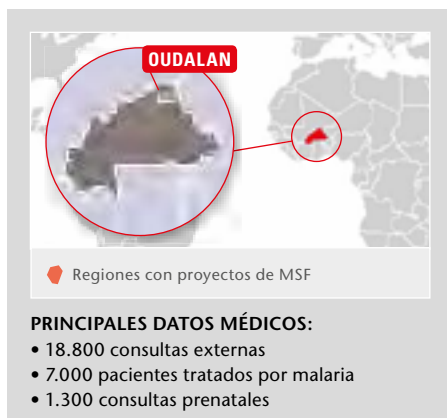 OUDALAN
Regiones con proyectos de MSF
PRINCIPALES DATOS MÉDICOS:
• 18.800 consultas externas
• 7.000 pacientes tratados por malaria
• 1.300 consultas prenatales